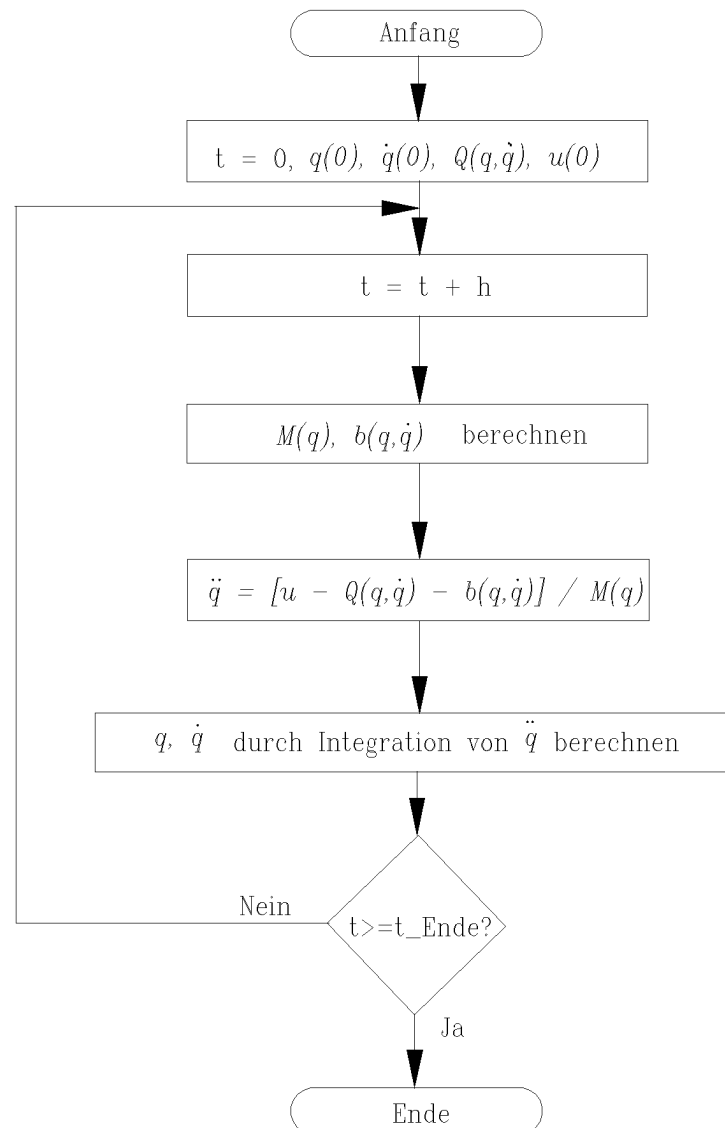 Anfang
t = 0, q(0), q̇(0), Q(q,q̇), u(0)
t = t + h
M(q), b(q,q̇) berechnen
q̈ = [u - Q(q,q̇) - b(q,q̇)] / M(q)
q, q̇ durch Integration von q̈ berechnen
Nein
t>=t_Ende?
Ja
Ende